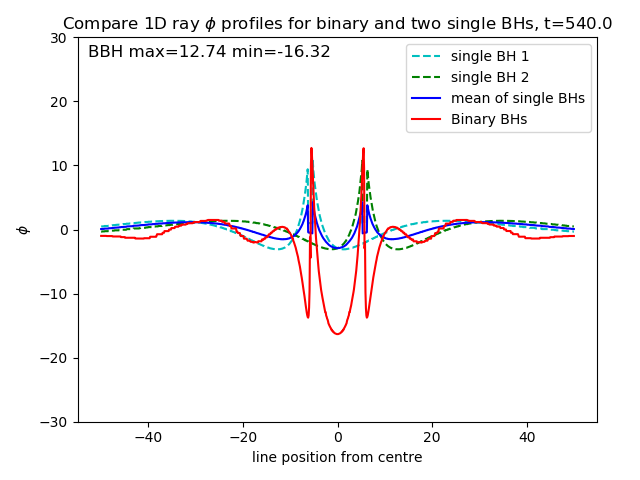 Compare 1D ray ϕ profiles for binary and two single BHs, t=540.0
BBH max=12.74 min=-16.32
single BH 1
single BH 2
mean of single BHs
Binary BHs
30
20
10
0
−10
−20
−30
ϕ
−40
−20
0
20
40
line position from centre